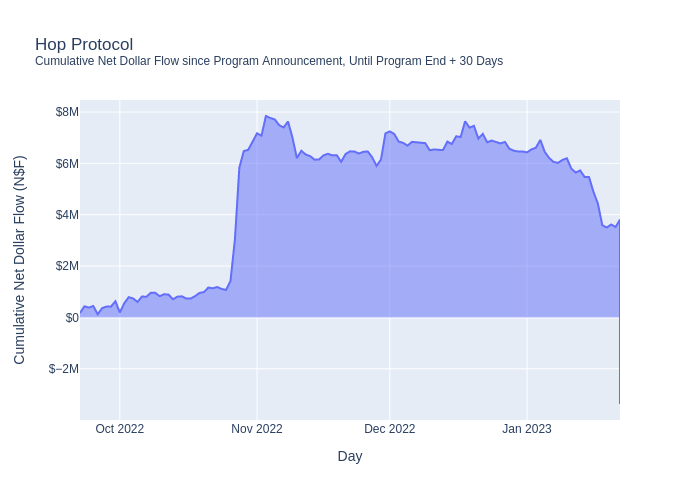 Hop Protocol
Cumulative Net Dollar Flow since Program Announcement, Until Program End + 30 Days
Cumulative Net Dollar Flow (N$F)
$8M
$6M
$4M
$2M
$0
$−2M
Oct 2022
Nov 2022
Dec 2022
Jan 2023
Day